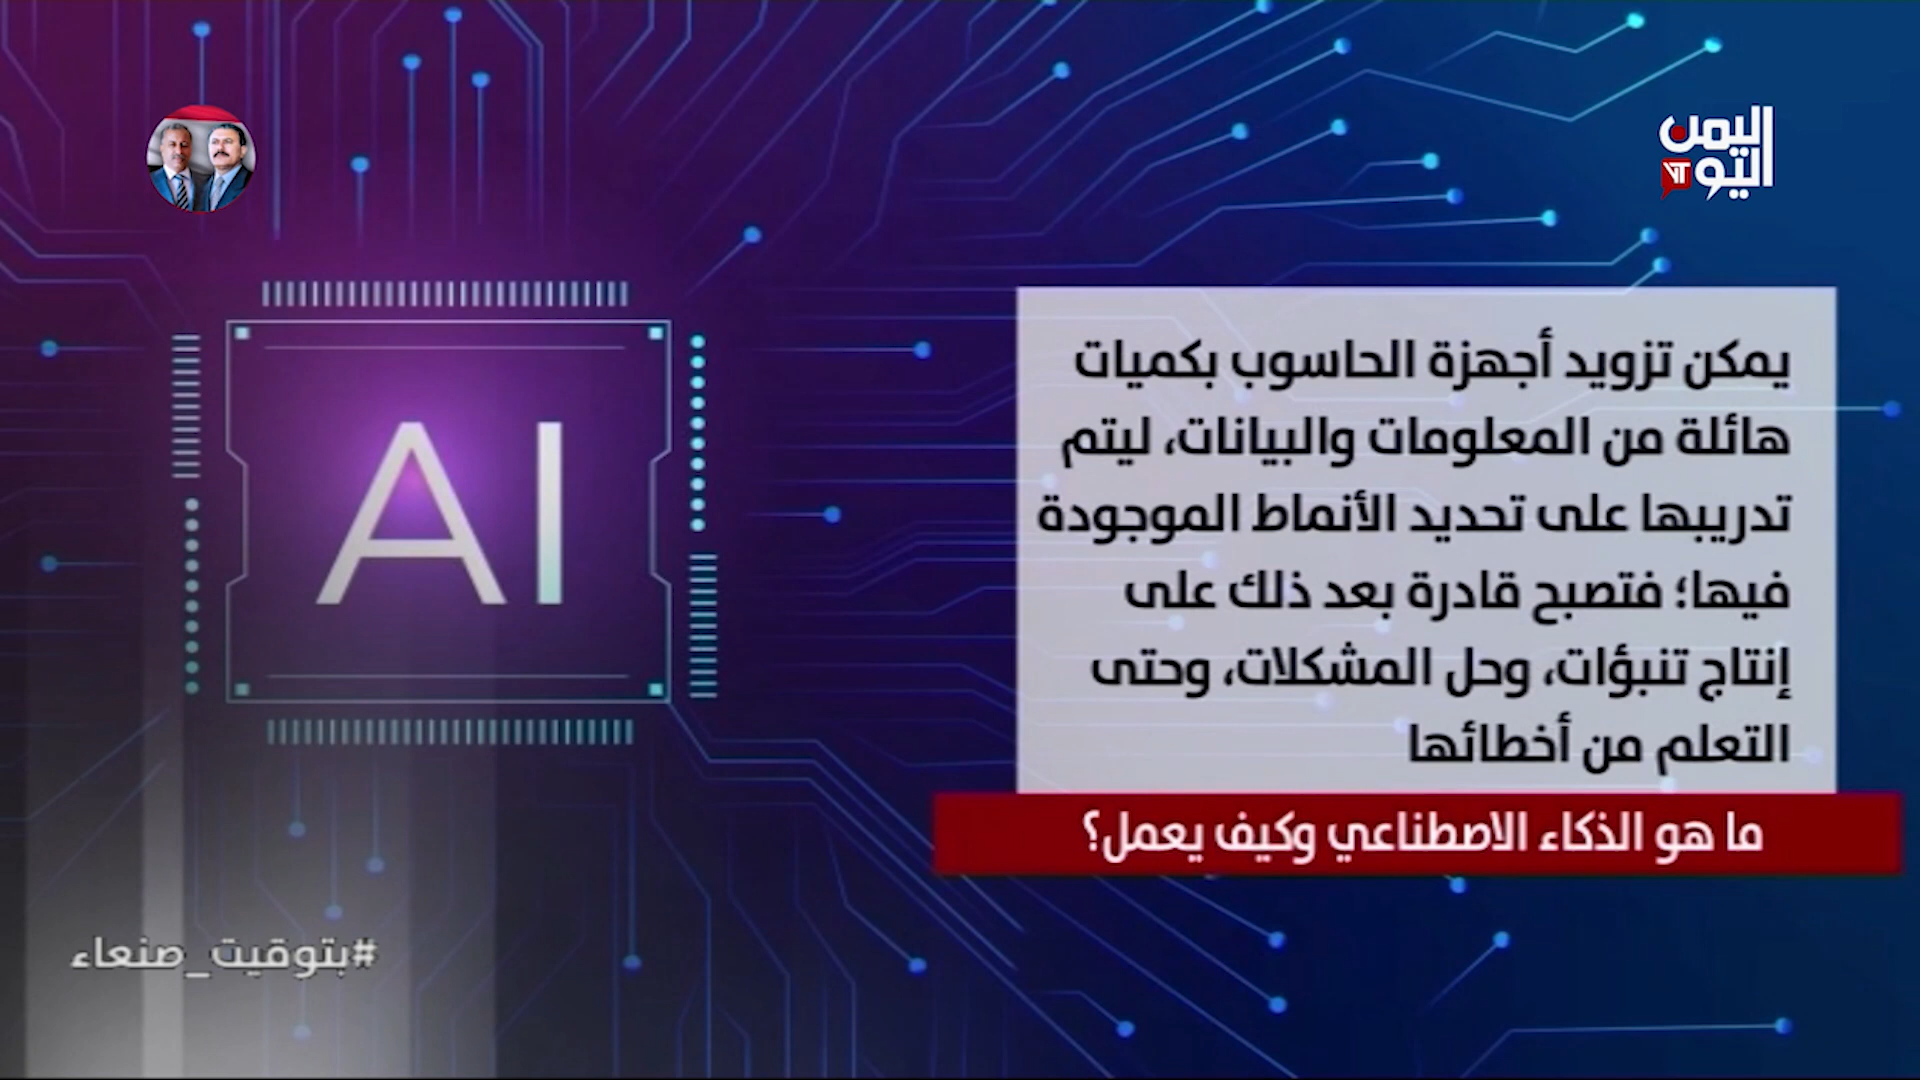 اليمن
اليوم
YT
AI
يمكن تزويد أجهزة الحاسوب بكميات
هائلة من المعلومات والبيانات، ليتم
تدريبها على تحديد الأنماط الموجودة
فيها؛ فتصبح قادرة بعد ذلك على
إنتاج تنبؤات، وحل المشكلات، وحتى
التعلم من أخطائها
ما هو الذكاء الاصطناعي وكيف يعمل؟
#بتوقيت_صنعاء